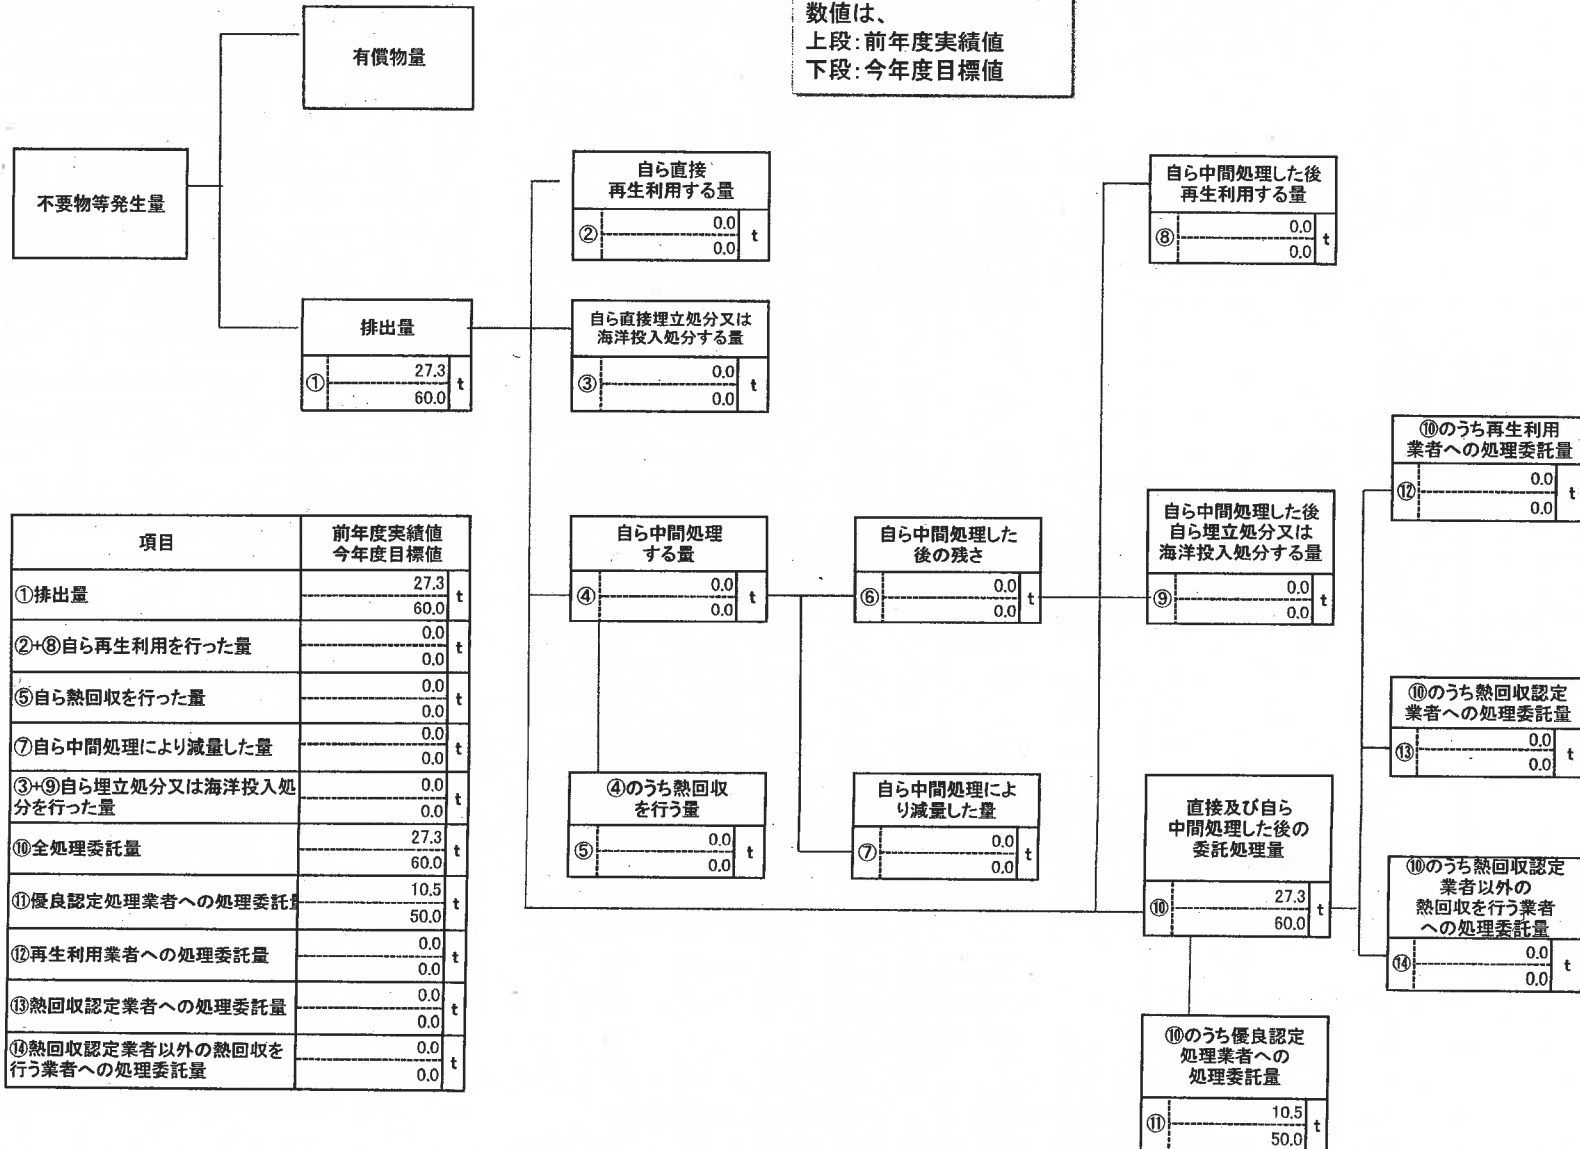 数値は、
上段：前年度実績値
下段：今年度目標値
有償物量
不要物等発生量
排出量
① 27.3 t
60.0
自ら直接
再生利用する量
② 0.0 t
0.0
自ら直接埋立処分又は
海洋投入処分する量
③ 0.0 t
0.0
自ら中間処理
する量
④ 0.0 t
0.0
④のうち熱回収
を行う量
⑤ 0.0 t
0.0
自ら中間処理した
後の残さ
⑥ 0.0 t
0.0
自ら中間処理によ
り減量した量
⑦ 0.0 t
0.0
自ら中間処理した後
再生利用する量
⑧ 0.0 t
0.0
自ら中間処理した後
自ら埋立処分又は
海洋投入処分する量
⑨ 0.0 t
0.0
直接及び自ら
中間処理した後の
委託処理量
⑩ 27.3 t
60.0
⑩のうち優良認定
処理業者への
処理委託量
⑪ 10.5 t
50.0
⑩のうち再生利用
業者への処理委託量
⑫ 0.0 t
0.0
⑩のうち熱回収認定
業者への処理委託量
⑬ 0.0 t
0.0
⑩のうち熱回収認定
業者以外の
熱回収を行う業者
への処理委託量
⑭ 0.0 t
0.0
項目 前年度実績値
今年度目標値
①排出量 27.3 t
60.0
②+⑧自ら再生利用を行った量 0.0 t
0.0
⑤自ら熱回収を行った量 0.0 t
0.0
⑦自ら中間処理により減量した量 0.0 t
0.0
③+⑨自ら埋立処分又は海洋投入処
分を行った量 0.0 t
0.0
⑩全処理委託量 27.3 t
60.0
⑪優良認定処理業者への処理委託量 10.5 t
50.0
⑫再生利用業者への処理委託量 0.0 t
0.0
⑬熱回収認定業者への処理委託量 0.0 t
0.0
⑭熱回収認定業者以外の熱回収を
行う業者への処理委託量 0.0 t
0.0